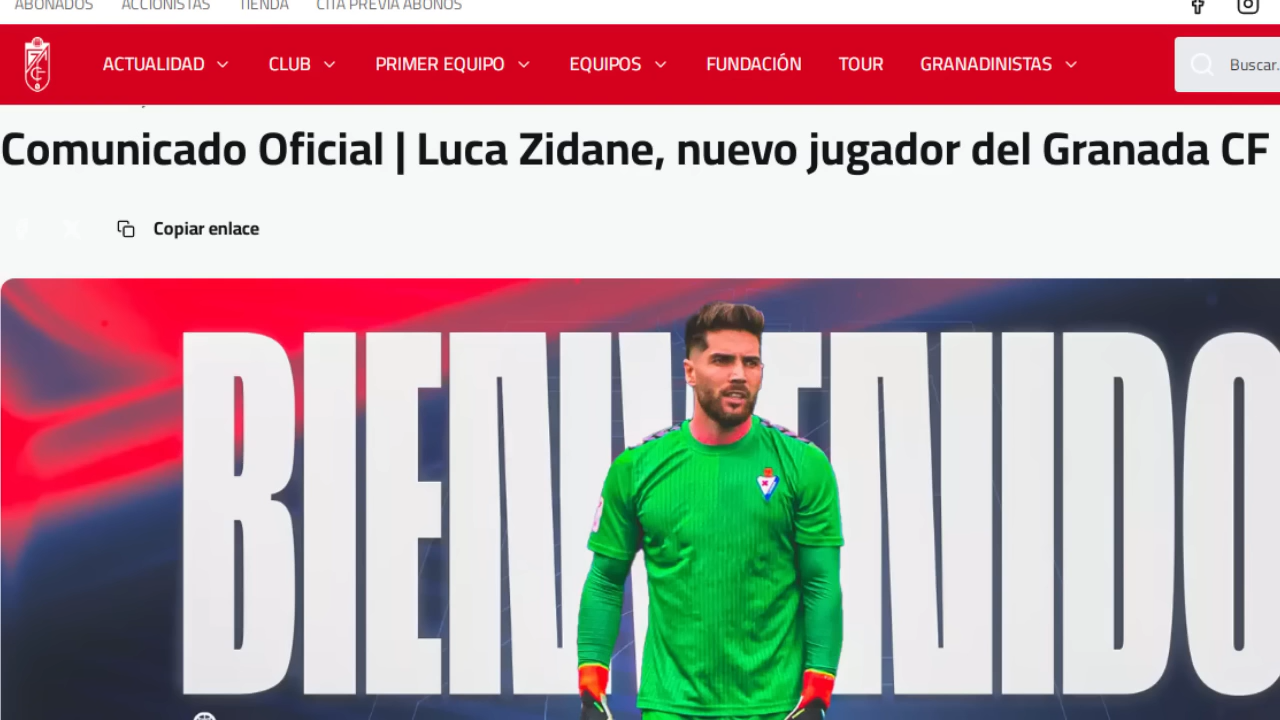 ABONADOS ACCIONISTAS TIENDA CITA PREVIA ABONOS
ACTUALIDAD CLUB PRIMER EQUIPO EQUIPOS FUNDACIÓN TOUR GRANADINISTAS Buscar.
Comunicado Oficial | Luca Zidane, nuevo jugador del Granada CF
Copiar enlace
BIENVENIDO